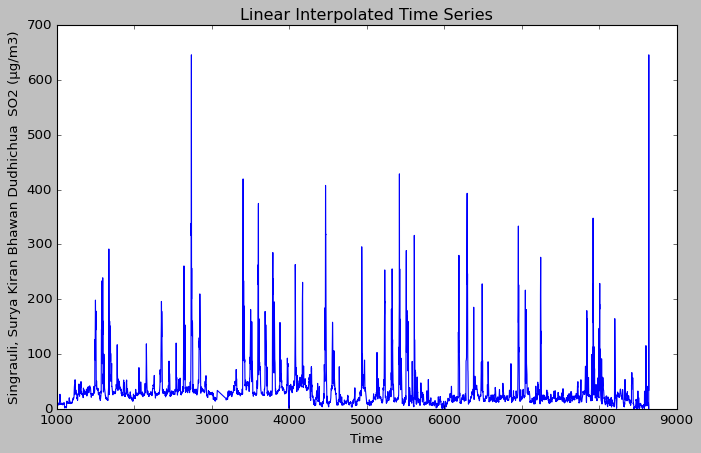 Linear Interpolated Time Series
Singrauli, Surya Kiran Bhawan Dudhichua  SO2 (µg/m3)
700
600
500
400
300
200
100
0
1000 2000 3000 4000 5000 6000 7000 8000 9000
Time